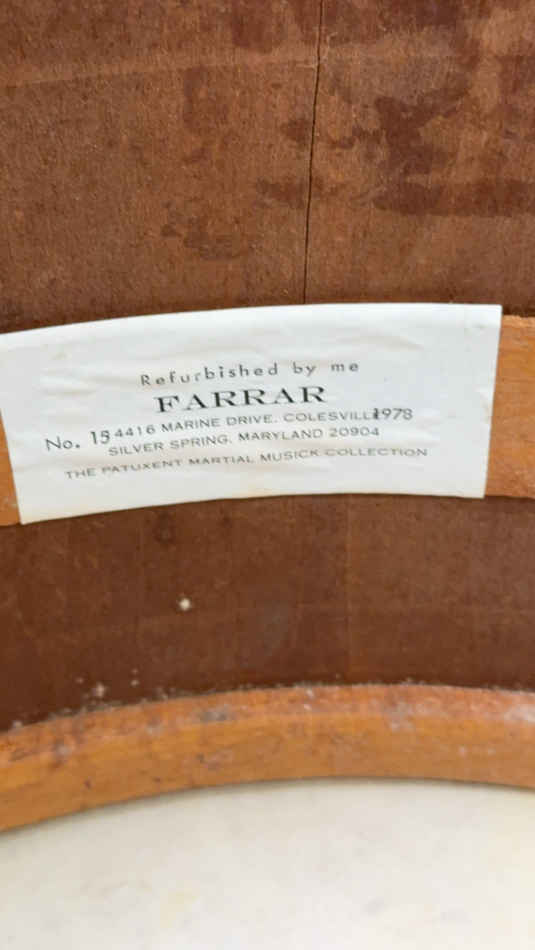 Refurbished by me
FARRAR
No. 15 4416 MARINE DRIVE, COLESVILLE 1978
SILVER SPRING, MARYLAND 20904
THE PATUXENT MARTIAL MUSICK COLLECTION